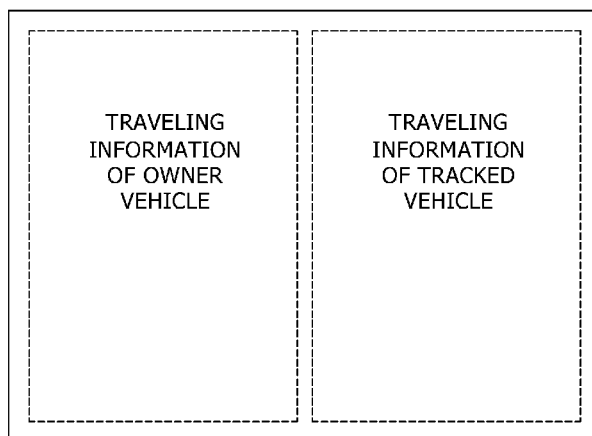 TRAVELING
INFORMATION
OF OWNER
VEHICLE
TRAVELING
INFORMATION
OF TRACKED
VEHICLE